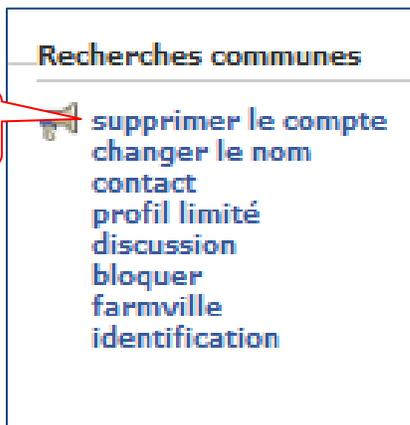 Recherches communes
supprimer le compte
changer le nom
contact
profil limité
discussion
bloquer
farmville
identification